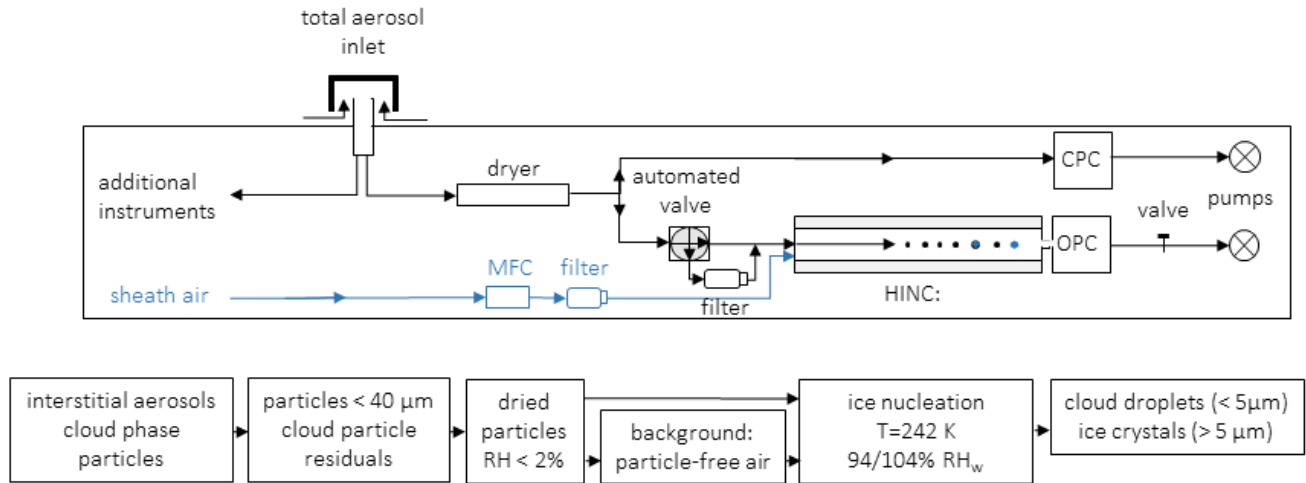 total aerosol
inlet
additional
instruments
dryer
automated
valve
CPC
pumps
valve
OPC
MFC
filter
sheath air
filter
HINC:
interstitial aerosols
cloud phase
particles
particles < 40 µm
cloud particle
residuals
dried
particles
RH < 2%
background:
particle-free air
ice nucleation
T=242 K
94/104% RHw
cloud droplets (< 5µm)
ice crystals (> 5 µm)